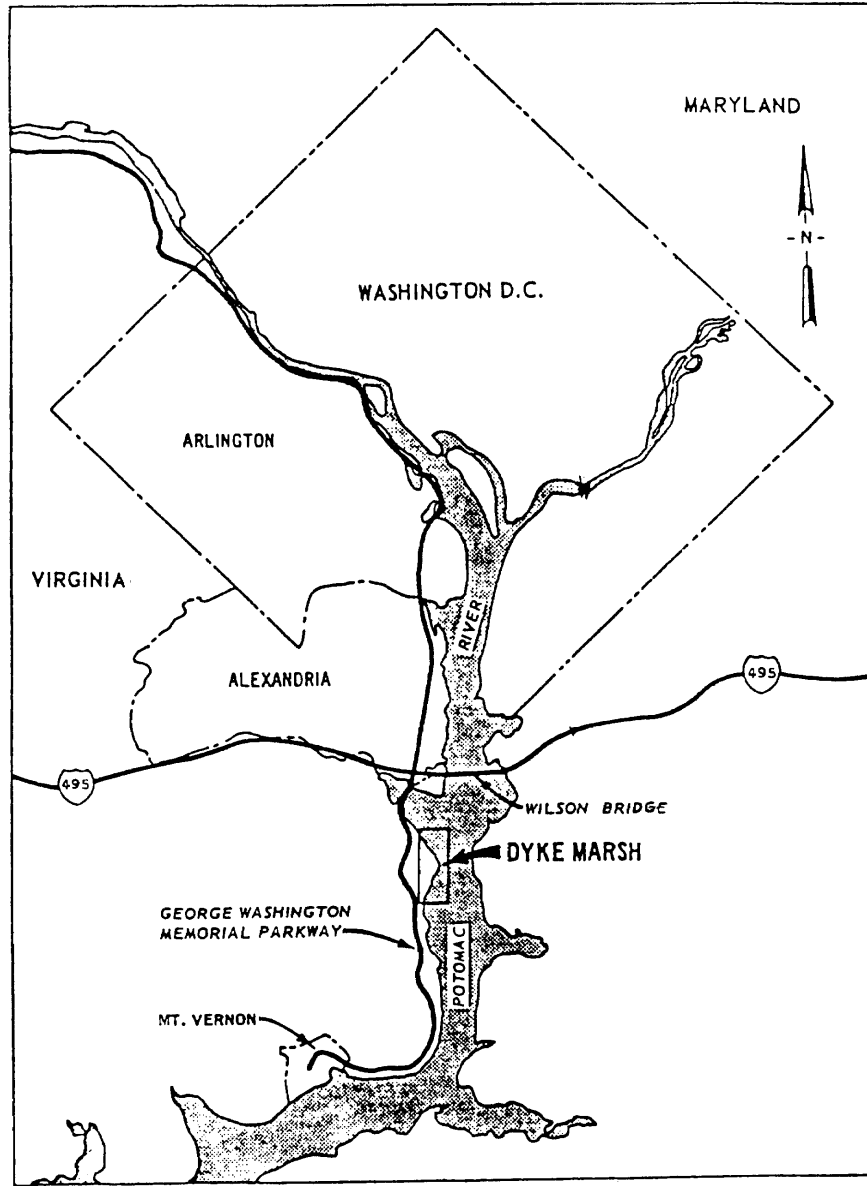 MARYLAND
- N -
WASHINGTON D.C.
ARLINGTON
VIRGINIA
RIVER
ALEXANDRIA
495
495
WILSON BRIDGE
DYKE MARSH
GEORGE WASHINGTON
MEMORIAL PARKWAY
POTOMAC
MT. VERNON